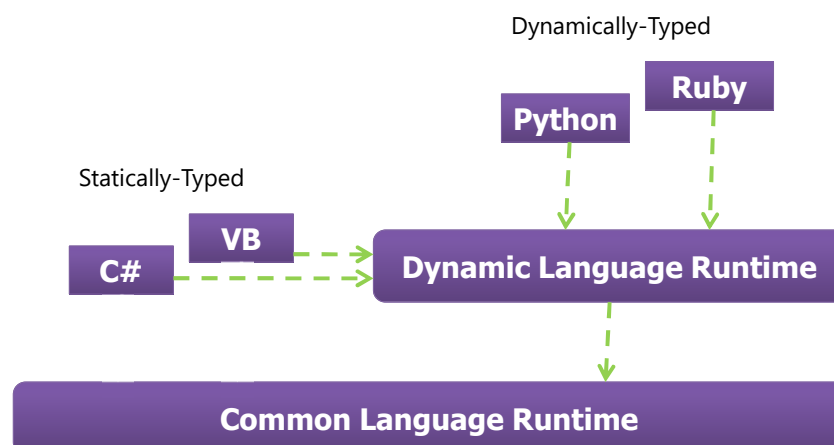 Dynamically-Typed
Ruby
Python
Statically-Typed
VB
C#
Dynamic Language Runtime
Common Language Runtime